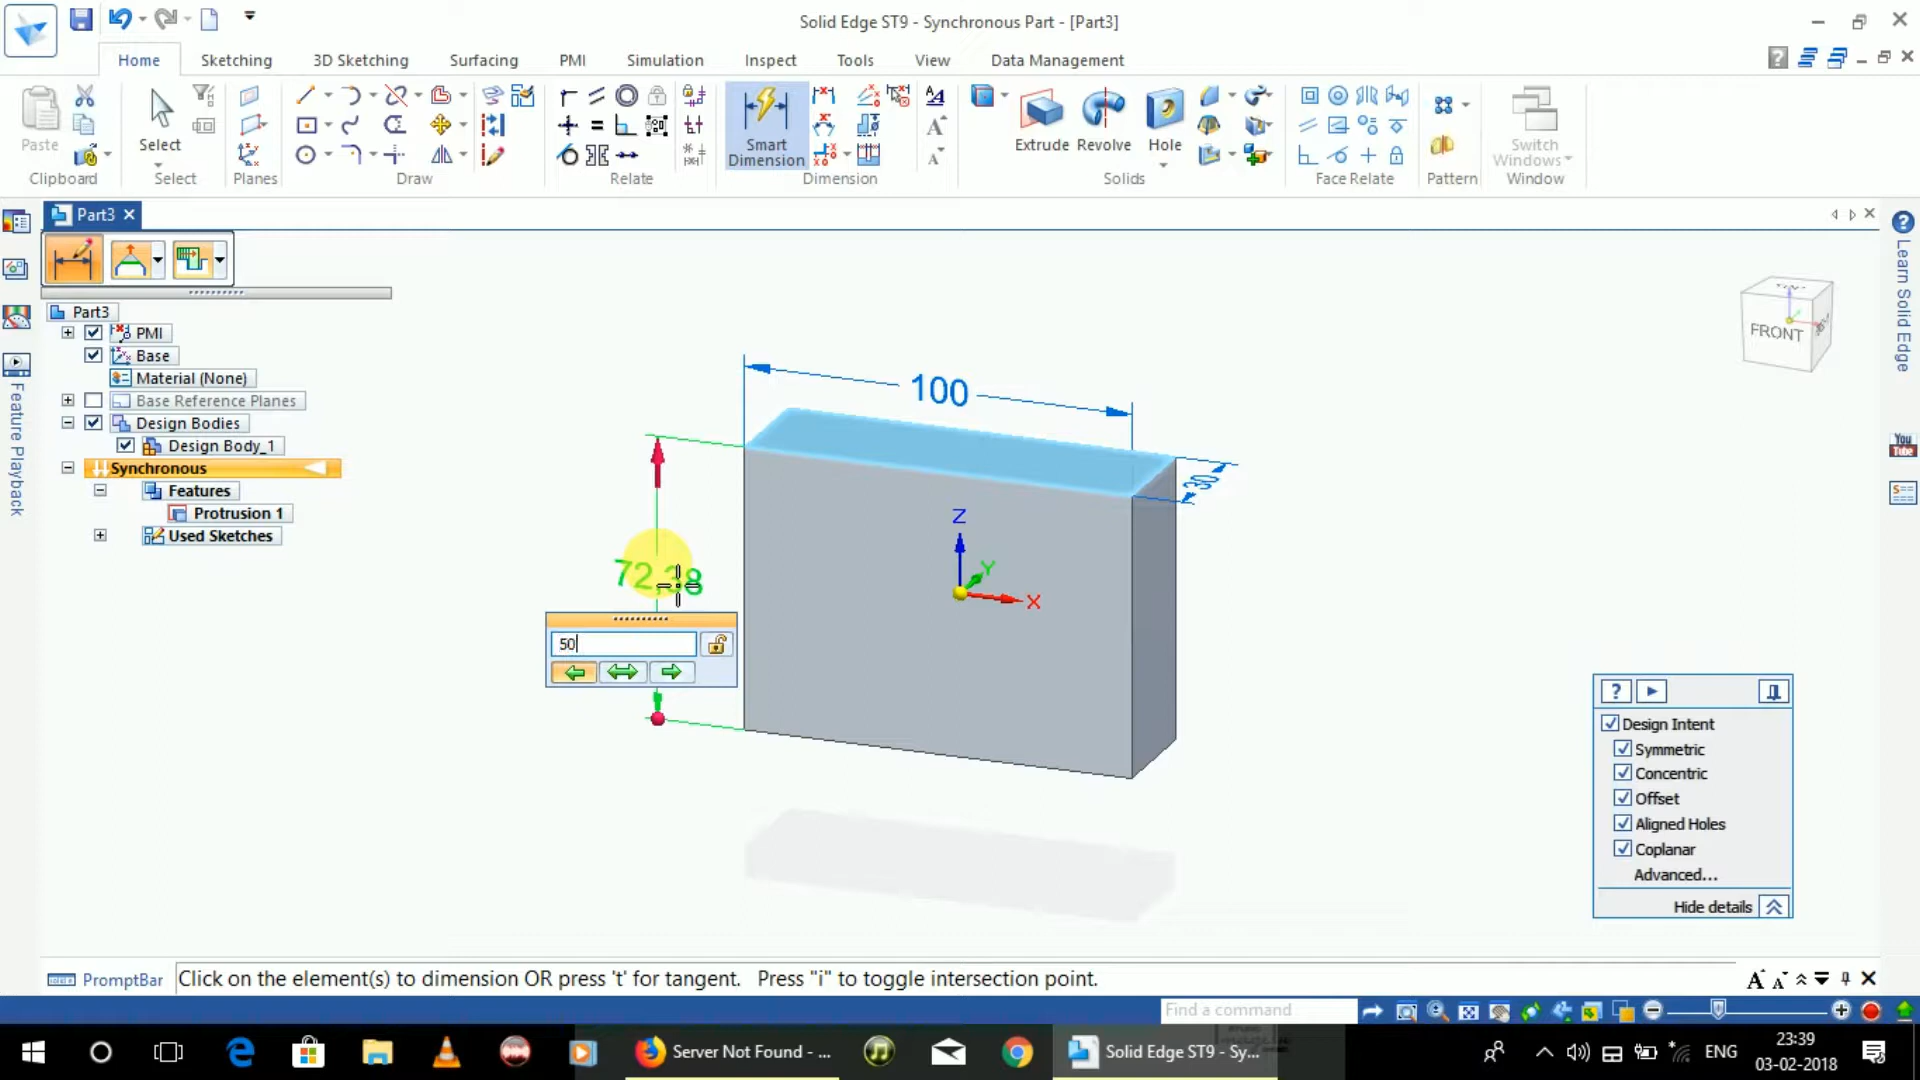 Solid Edge ST9 - Synchronous Part - [Part3]
Home Sketching 3D Sketching Surfacing PMI Simulation Inspect Tools View Data Management
Paste
Clipboard
Select
Select
Planes
Draw
Relate
Smart Dimension
Dimension
Extrude
Revolve
Hole
Solids
Face Relate
Pattern
Switch Windows
Window
Part3
Part3
PMI
Base
Material (None)
Base Reference Planes
Design Bodies
Design Body_1
Synchronous
Features
Protrusion 1
Used Sketches
Feature Playback
Learn Solid Edge
You Tube
FRONT
100
30
72,38
50
Z
Y
X
Design Intent
Symmetric
Concentric
Offset
Aligned Holes
Coplanar
Advanced...
Hide details
PromptBar
Click on the element(s) to dimension OR press 't' for tangent. Press "i" to toggle intersection point.
Find a command
Server Not Found - ...
Solid Edge ST9 - Sy...
ENG
23:39
03-02-2018